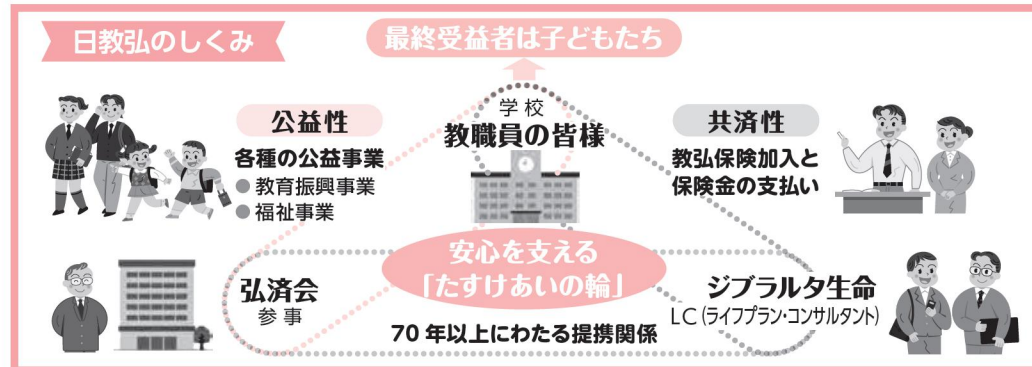 日教弘のしくみ
最終受益者は子どもたち
公益性
各種の公益事業
●教育振興事業
●福祉事業
学校
教職員の皆様
共済性
教弘保険加入と
保険金の支払い
安心を支える
「たすけあいの輪」
弘済会
参事
70年以上にわたる提携関係
ジブラルタ生命
LC(ライフプラン・コンサルタント)